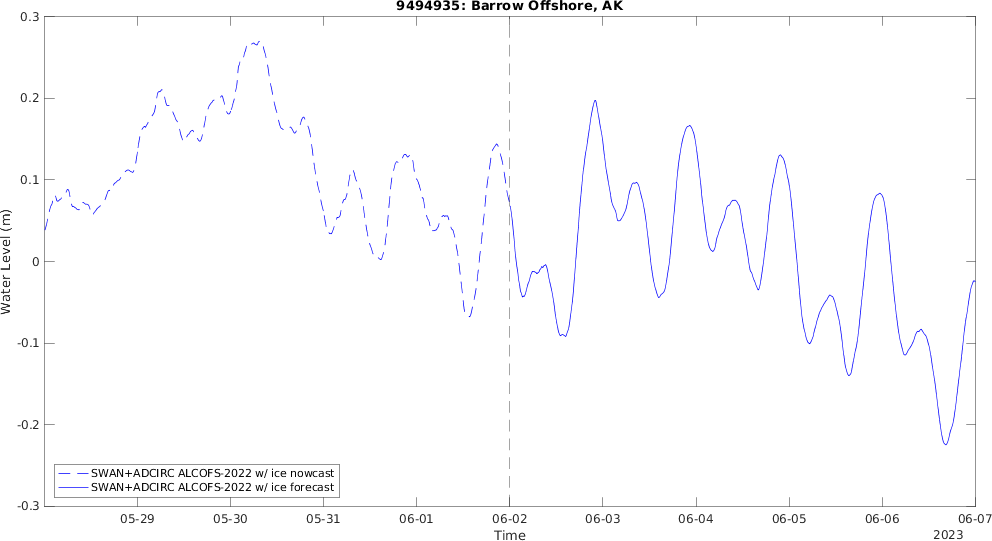 9494935: Barrow Offshore, AK
0.3
0.2
0.1
0
-0.1
-0.2
-0.3
Water Level (m)
SWAN+ADCIRC ALCOFS-2022 w/ ice nowcast
SWAN+ADCIRC ALCOFS-2022 w/ ice forecast
05-29 05-30 05-31 06-01 06-02 06-03 06-04 06-05 06-06 06-07
Time
2023